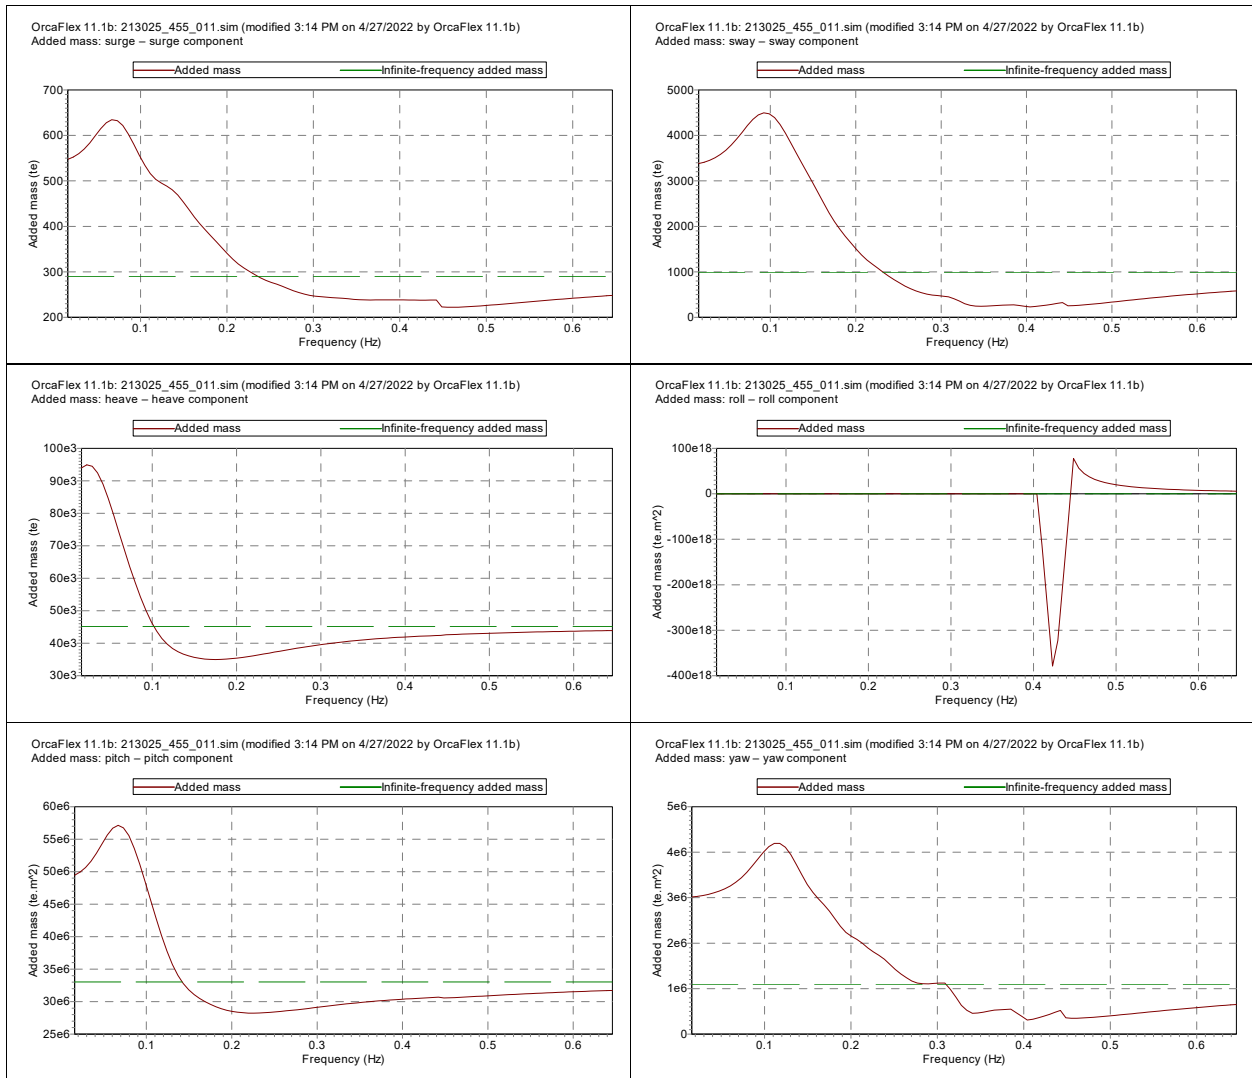 OrcaFlex 11.1b: 213025_455_011.sim (modified 3:14 PM on 4/27/2022 by OrcaFlex 11.1b)
Added mass: surge – surge component
Added mass
Infinite-frequency added mass
700
600
500
400
300
200
Added mass (te)
0.1
0.2
0.3
0.4
0.5
0.6
Frequency (Hz)
OrcaFlex 11.1b: 213025_455_011.sim (modified 3:14 PM on 4/27/2022 by OrcaFlex 11.1b)
Added mass: sway – sway component
Added mass
Infinite-frequency added mass
5000
4000
3000
2000
1000
0
Added mass (te)
0.1
0.2
0.3
0.4
0.5
0.6
Frequency (Hz)
OrcaFlex 11.1b: 213025_455_011.sim (modified 3:14 PM on 4/27/2022 by OrcaFlex 11.1b)
Added mass: heave – heave component
Added mass
Infinite-frequency added mass
100e3
90e3
80e3
70e3
60e3
50e3
40e3
30e3
Added mass (te)
0.1
0.2
0.3
0.4
0.5
0.6
Frequency (Hz)
OrcaFlex 11.1b: 213025_455_011.sim (modified 3:14 PM on 4/27/2022 by OrcaFlex 11.1b)
Added mass: roll – roll component
Added mass
Infinite-frequency added mass
100e18
0
-100e18
-200e18
-300e18
-400e18
Added mass (te.m^2)
0.1
0.2
0.3
0.4
0.5
0.6
Frequency (Hz)
OrcaFlex 11.1b: 213025_455_011.sim (modified 3:14 PM on 4/27/2022 by OrcaFlex 11.1b)
Added mass: pitch – pitch component
Added mass
Infinite-frequency added mass
60e6
55e6
50e6
45e6
40e6
35e6
30e6
25e6
Added mass (te.m^2)
0.1
0.2
0.3
0.4
0.5
0.6
Frequency (Hz)
OrcaFlex 11.1b: 213025_455_011.sim (modified 3:14 PM on 4/27/2022 by OrcaFlex 11.1b)
Added mass: yaw – yaw component
Added mass
Infinite-frequency added mass
5e6
4e6
3e6
2e6
1e6
0
Added mass (te.m^2)
0.1
0.2
0.3
0.4
0.5
0.6
Frequency (Hz)